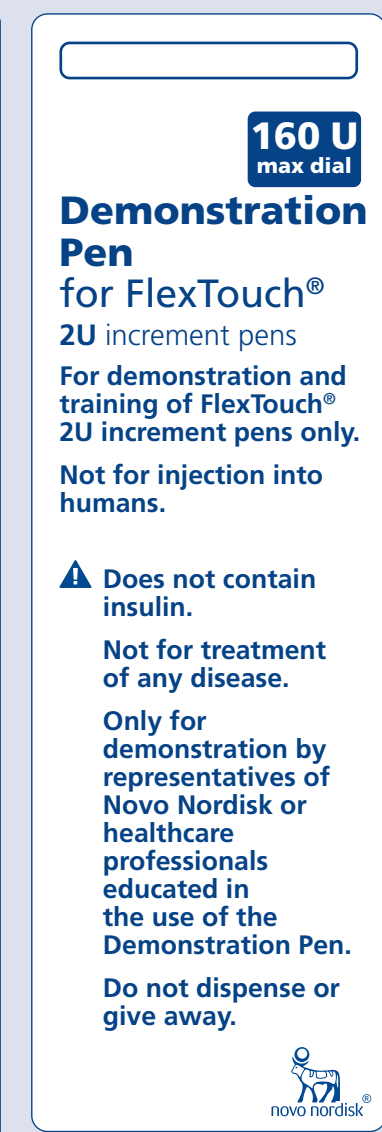 160 U
max dial
Demonstration
Pen
for FlexTouch®
2U increment pens
For demonstration and
training of FlexTouch®
2U increment pens only.
Not for injection into
humans.
Does not contain
insulin.
Not for treatment
of any disease.
Only for
demonstration by
representatives of
Novo Nordisk or
healthcare
professionals
educated in
the use of the
Demonstration Pen.
Do not dispense or
give away.
novo nordisk®